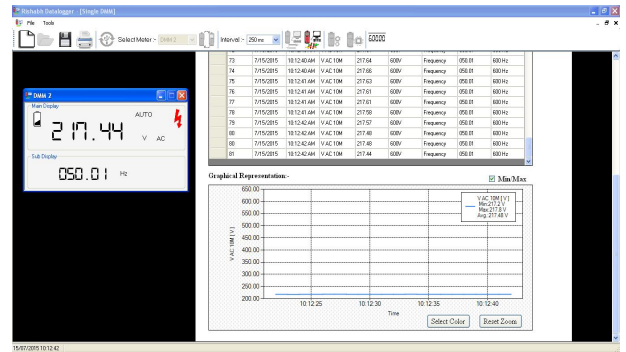 Rishabh Datalogger - [Single DMM]
File Tools
Select Meter :- DMM 2 Interval :- 250 ms
73 7/15/2015 10:12:40 AM V AC 10M 217.64 600V Frequency 050.01 600 Hz
74 7/15/2015 10:12:40 AM V AC 10M 217.66 600V Frequency 050.01 600 Hz
75 7/15/2015 10:12:41 AM V AC 10M 217.63 600V Frequency 050.01 600 Hz
76 7/15/2015 10:12:41 AM V AC 10M 217.61 600V Frequency 050.01 600 Hz
77 7/15/2015 10:12:41 AM V AC 10M 217.61 600V Frequency 050.01 600 Hz
78 7/15/2015 10:12:41 AM V AC 10M 217.58 600V Frequency 050.01 600 Hz
79 7/15/2015 10:12:42 AM V AC 10M 217.57 600V Frequency 050.01 600 Hz
80 7/15/2015 10:12:42 AM V AC 10M 217.48 600V Frequency 050.01 600 Hz
80 7/15/2015 10:12:42 AM V AC 10M 217.48 600V Frequency 050.01 600 Hz
81 7/15/2015 10:12:42 AM V AC 10M 217.44 600V Frequency 050.01 600 Hz
DMM 2
Main Display
AUTO
217.44 V AC
Sub Display
050.01 Hz
Graphical Representation:-
Min/Max
V AC 10M [ V ]
Min:217.2 V
Max:217.8 V
Avg.:217.48 V
650.00
600.00
550.00
500.00
450.00
400.00
350.00
300.00
250.00
200.00
V AC 10M [ V ]
10:12:25 10:12:30 10:12:35 10:12:40
Time
Select Color Reset Zoom
15/07/2015 10:12:42